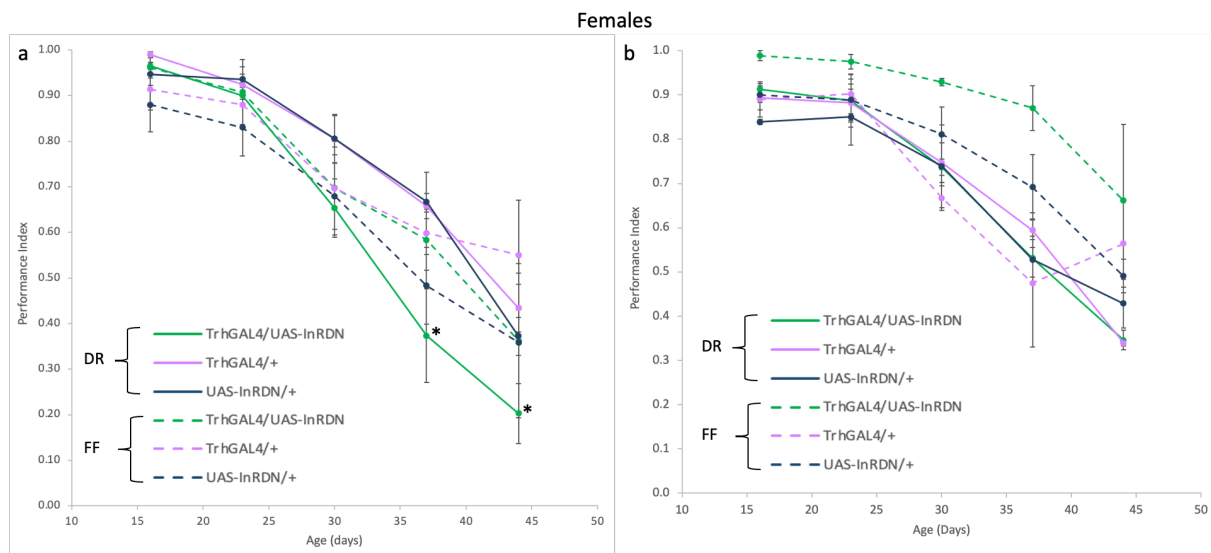 Females
a
1.00
0.90
0.80
0.70
0.60
0.50
0.40
0.30
0.20
0.10
0.00
Performance Index
10 15 20 25 30 35 40 45 50
Age (days)
* *
DR
TrhGAL4/UAS-InRDN
TrhGAL4/+
UAS-InRDN/+
FF
TrhGAL4/UAS-InRDN
TrhGAL4/+
UAS-InRDN/+
b
1.0
0.9
0.8
0.7
0.6
0.5
0.4
0.3
0.2
0.1
0.0
Performance Index
10 15 20 25 30 35 40 45 50
Age (Days)
DR
TrhGAL4/UAS-InRDN
TrhGAL4/+
UAS-InRDN/+
FF
TrhGAL4/UAS-InRDN
TrhGAL4/+
UAS-InRDN/+